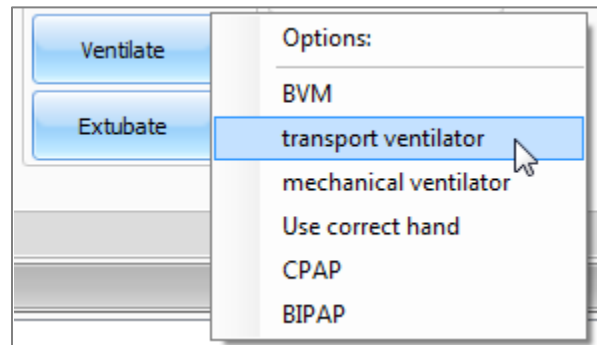 Ventilate
Extubate
Options:
BVM
transport ventilator
mechanical ventilator
Use correct hand
CPAP
BIPAP